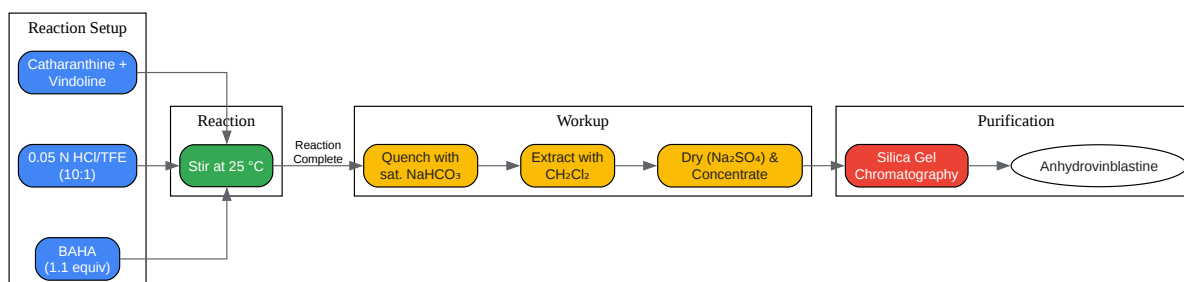 Reaction Setup
Catharanthine +
Vindoline
0.05 N HCl/TFE
(10:1)
BAHA
(1.1 equiv)
Reaction
Stir at 25 °C
Reaction
Complete
Workup
Quench with
sat. NaHCO₃
Extract with
CH₂Cl₂
Dry (Na₂SO₄) &
Concentrate
Purification
Silica Gel
Chromatography
Anhydrovinblastine